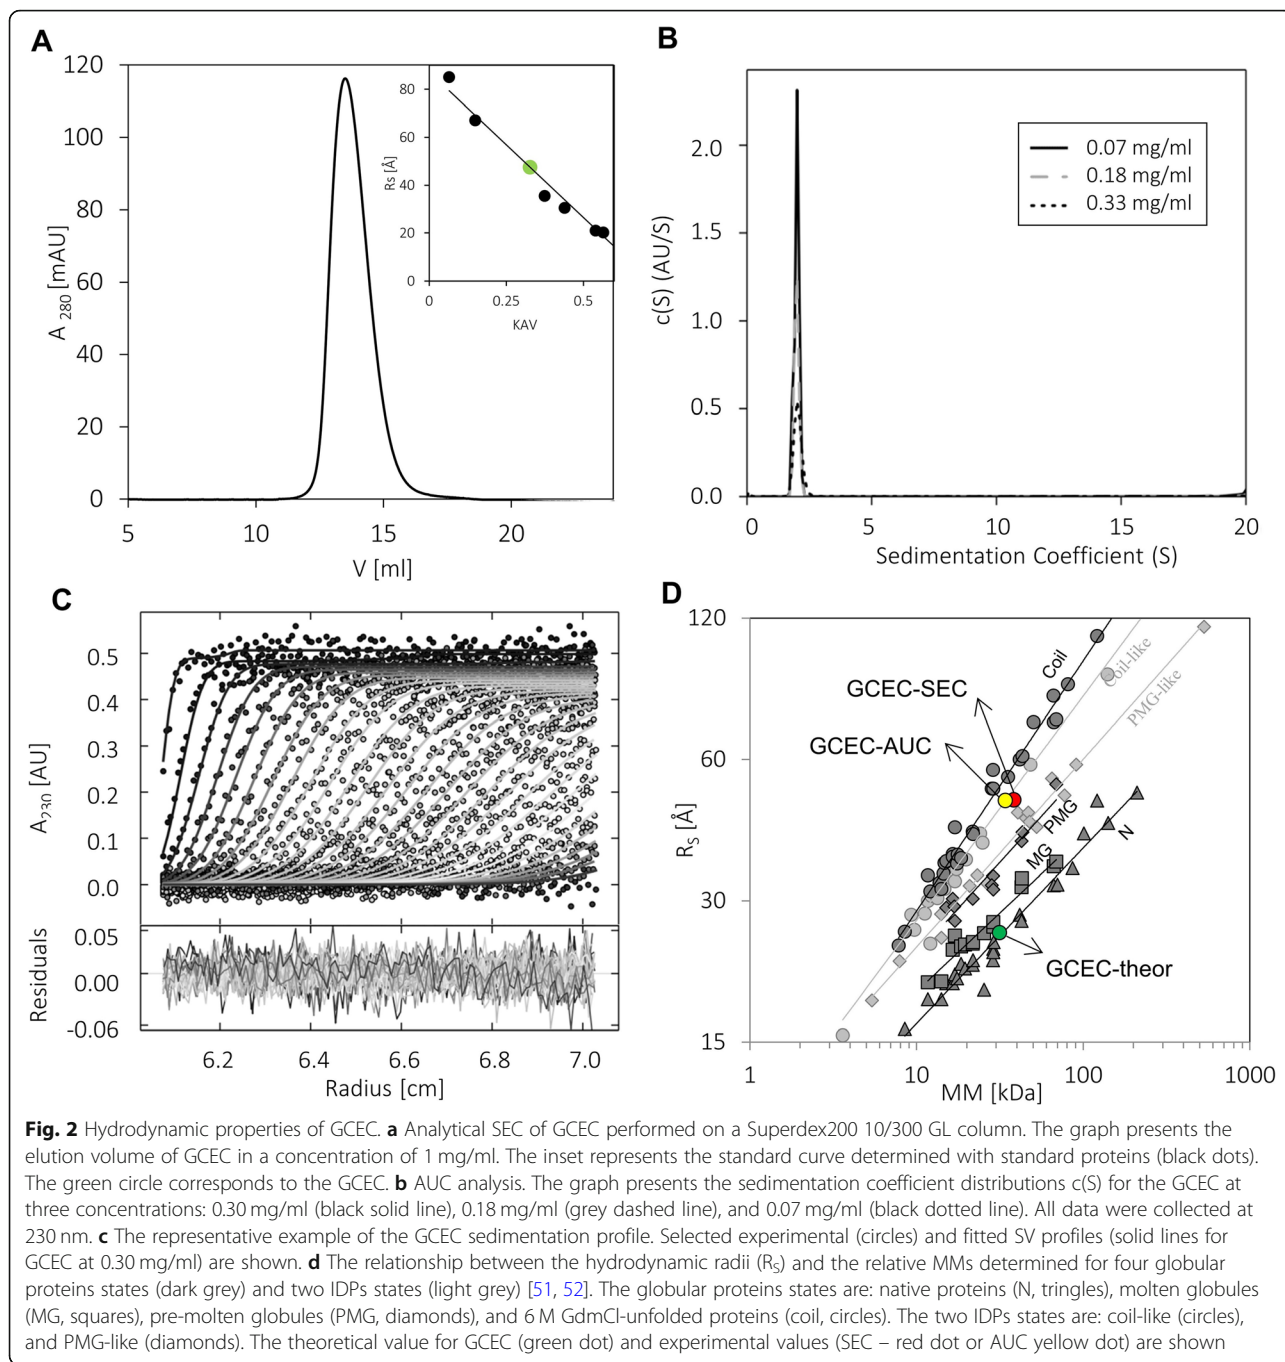 A
120
100
80
60
40
20
0
A 280 [mAU]
5
10
15
20
V [ml]
80
60
40
20
0
Rs [Å]
0
0.25
0.5
KAV
B
2.0
1.5
1.0
0.5
0.0
c(S) (AU/S)
0.07 mg/ml
0.18 mg/ml
0.33 mg/ml
0
5
10
15
20
Sedimentation Coefficient (S)
C
0.5
0.4
0.3
0.2
0.1
0.0
A230 [AU]
0.05
0.00
-0.06
Residuals
6.2
6.4
6.6
6.8
7.0
Radius [cm]
D
120
60
30
15
RS [Å]
GCEC-SEC
GCEC-AUC
Coil
Coil-like
PMG-like
PMG
MG
N
GCEC-theor
1
10
100
1000
MM [kDa]
Fig. 2 Hydrodynamic properties of GCEC. a Analytical SEC of GCEC performed on a Superdex200 10/300 GL column. The graph presents the
elution volume of GCEC in a concentration of 1 mg/ml. The inset represents the standard curve determined with standard proteins (black dots).
The green circle corresponds to the GCEC. b AUC analysis. The graph presents the sedimentation coefficient distributions c(S) for the GCEC at
three concentrations: 0.30 mg/ml (black solid line), 0.18 mg/ml (grey dashed line), and 0.07 mg/ml (black dotted line). All data were collected at
230 nm. c The representative example of the GCEC sedimentation profile. Selected experimental (circles) and fitted SV profiles (solid lines for
GCEC at 0.30 mg/ml) are shown. d The relationship between the hydrodynamic radii (RS) and the relative MMs determined for four globular
proteins states (dark grey) and two IDPs states (light grey) [51, 52]. The globular proteins states are: native proteins (N, tringles), molten globules
(MG, squares), pre-molten globules (PMG, diamonds), and 6 M GdmCl-unfolded proteins (coil, circles). The two IDPs states are: coil-like (circles),
and PMG-like (diamonds). The theoretical value for GCEC (green dot) and experimental values (SEC – red dot or AUC yellow dot) are shown